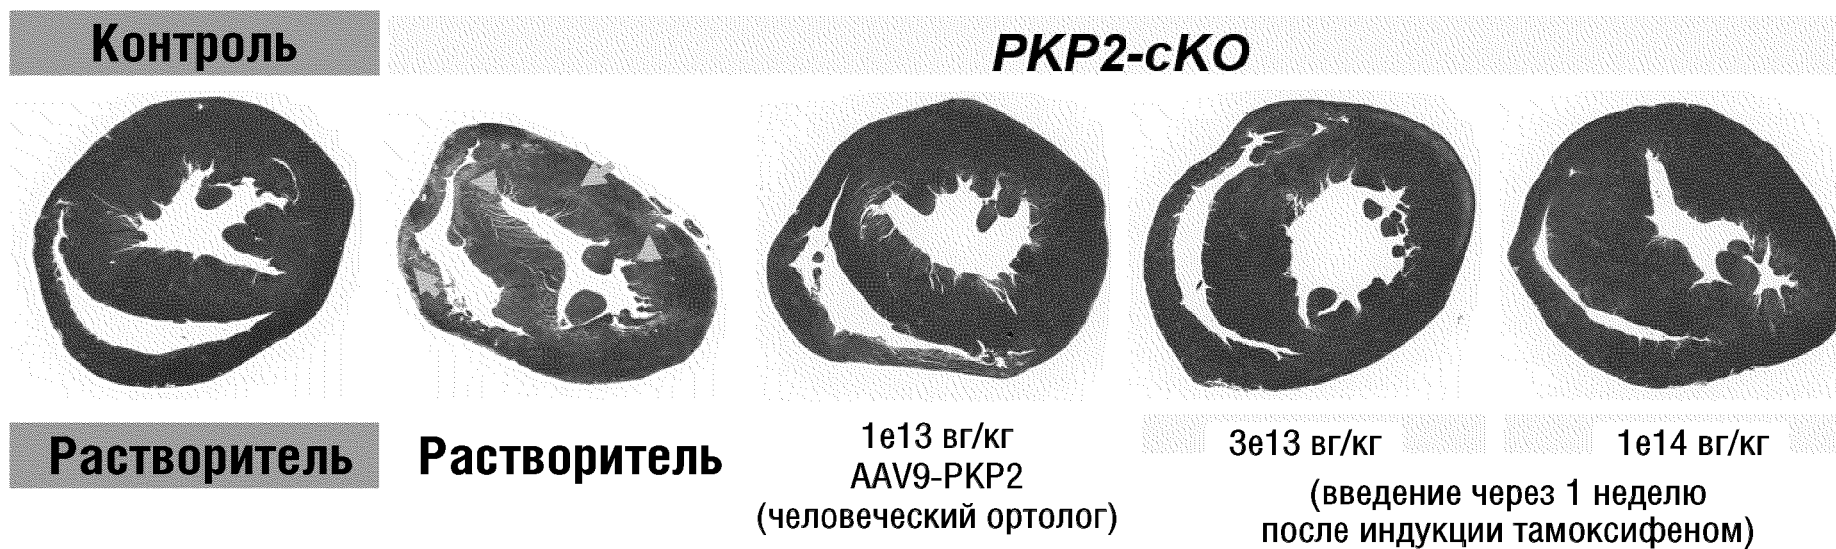 Контроль
PKP2-cKO
Растворитель
Растворитель
1e13 вг/кг
AAV9-PKP2
(человеческий ортолог)
3e13 вг/кг
1e14 вг/кг
(введение через 1 неделю
после индукции тамоксифеном)